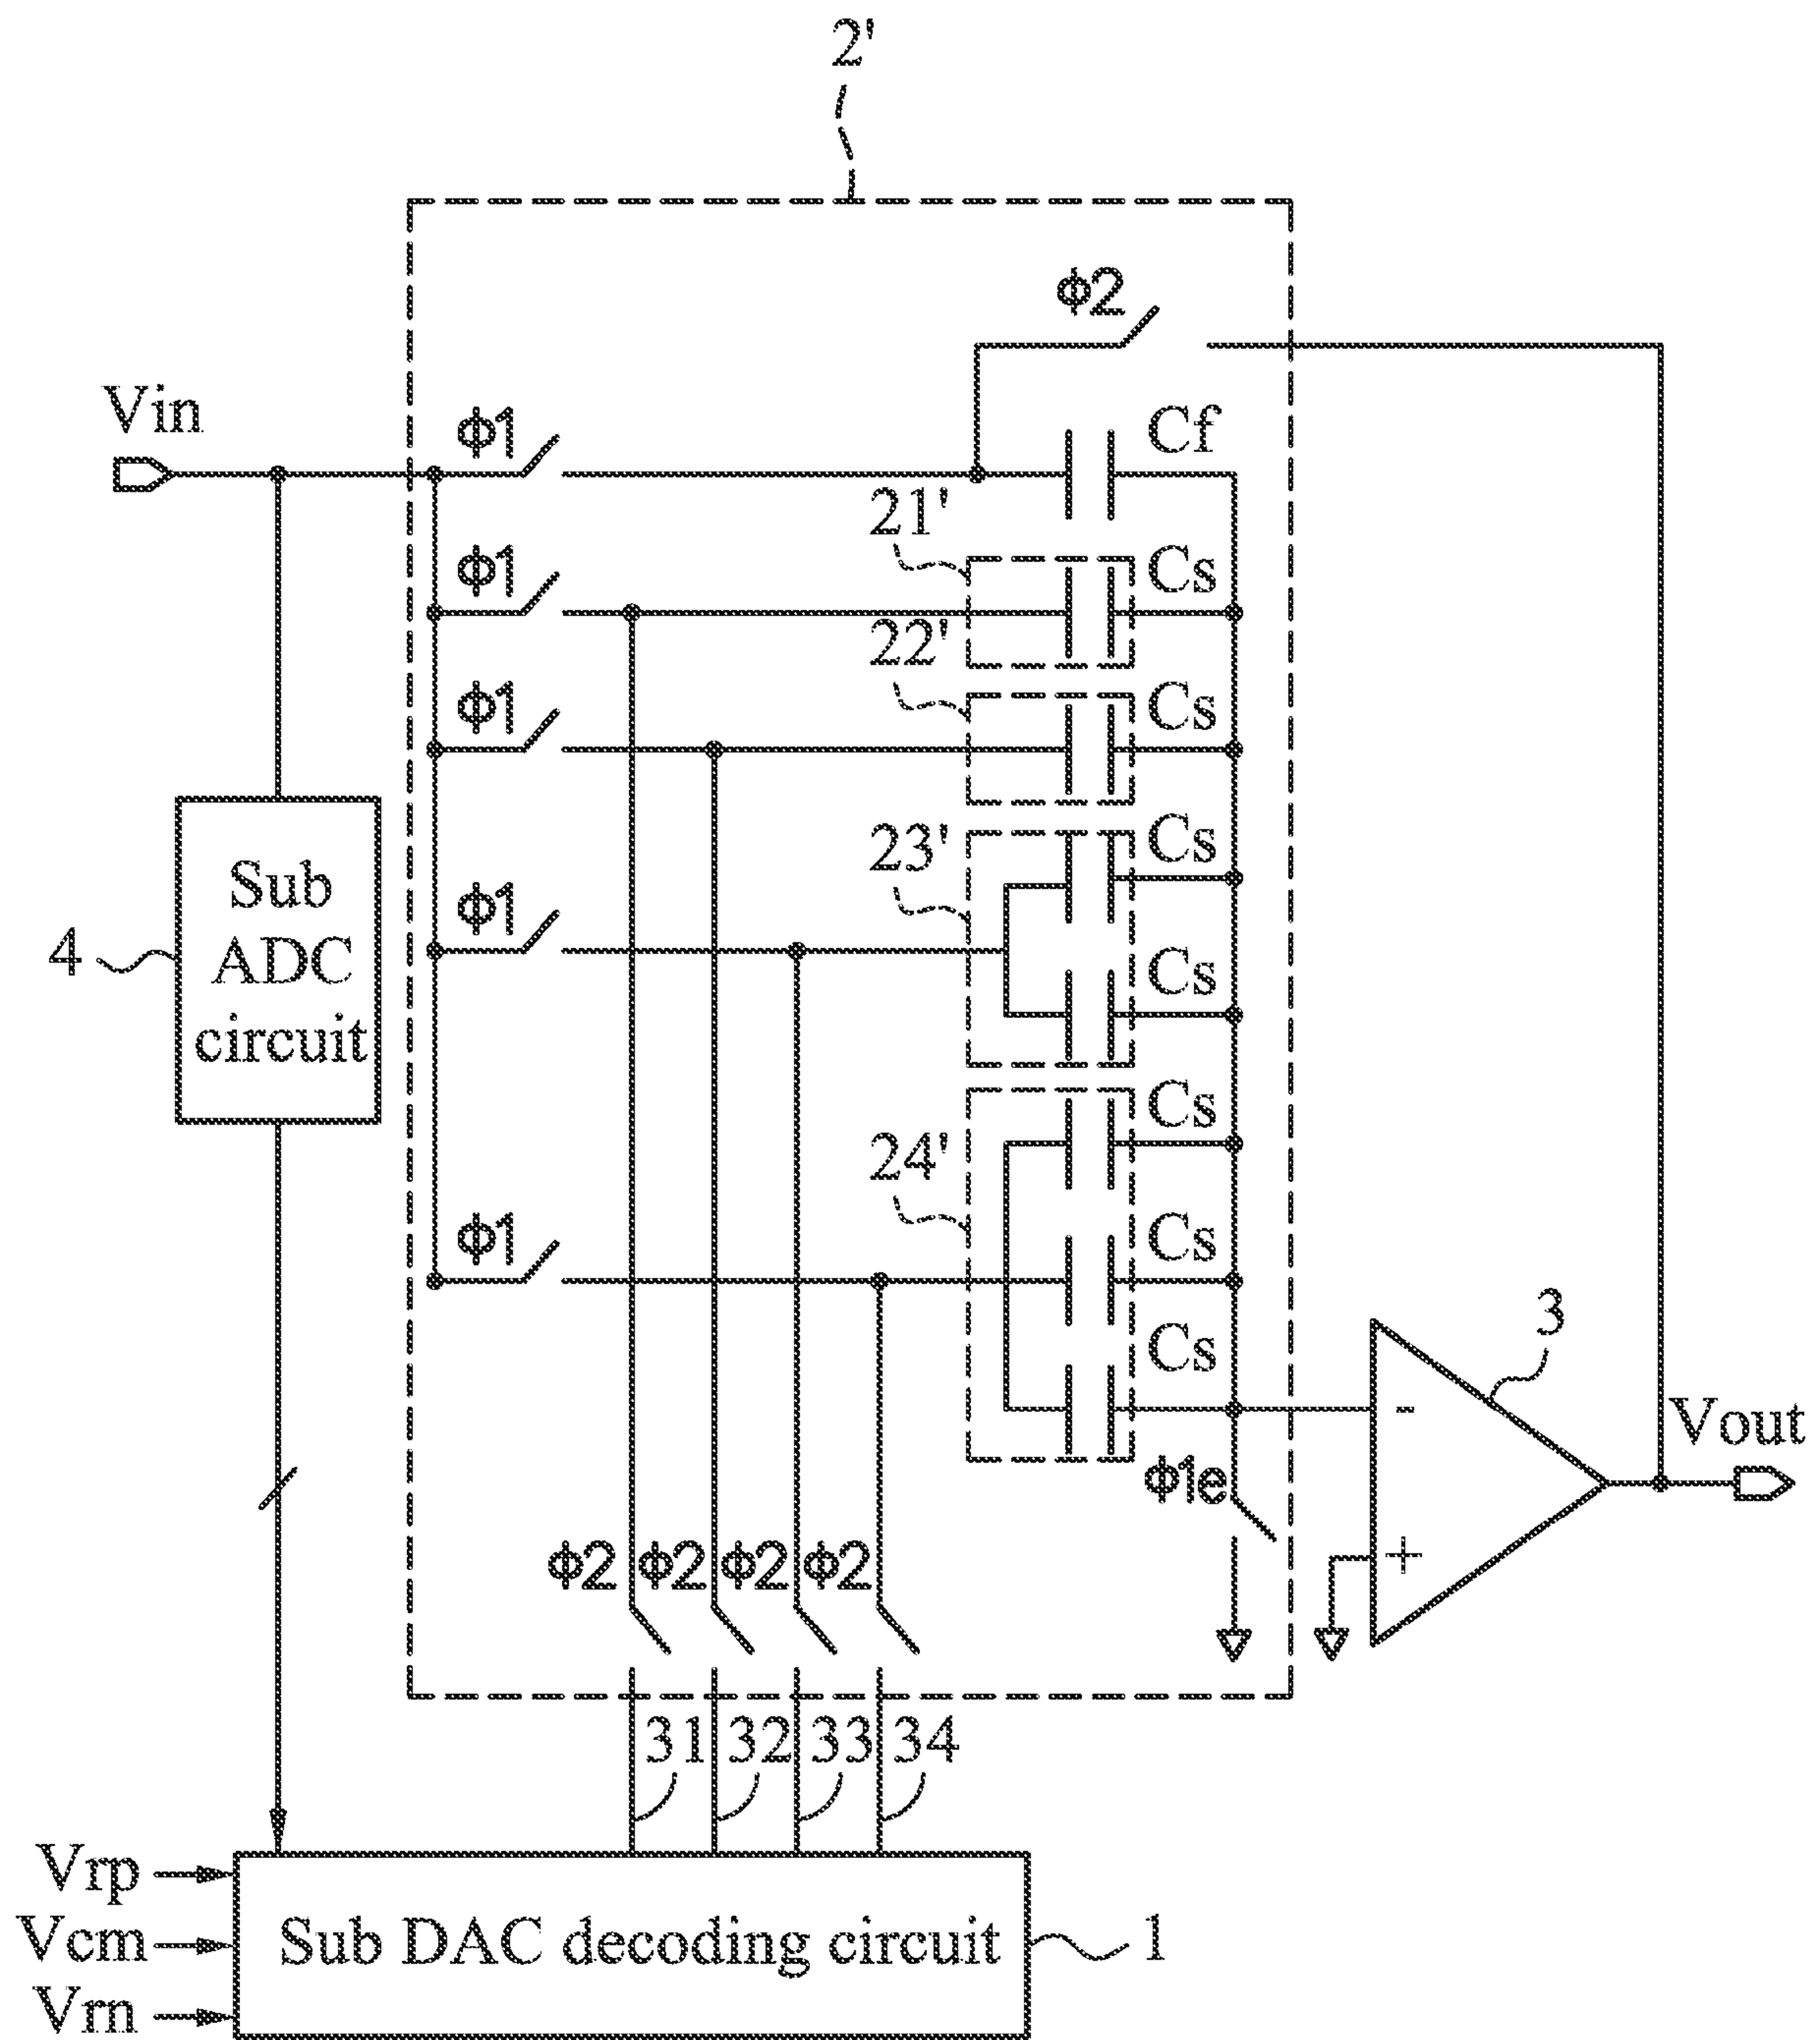 2'
ϕ2
Vin
ϕ1
Cf
21'
ϕ1
Cs
22'
ϕ1
Cs
23'
Cs
Sub
ADC
circuit
4
ϕ1
Cs
24'
Cs
ϕ1
Cs
Cs
3
-
Vout
ϕ1e
+
ϕ2 ϕ2 ϕ2 ϕ2
31 32 33 34
Vrp
Vcm
Vrn
Sub DAC decoding circuit
1